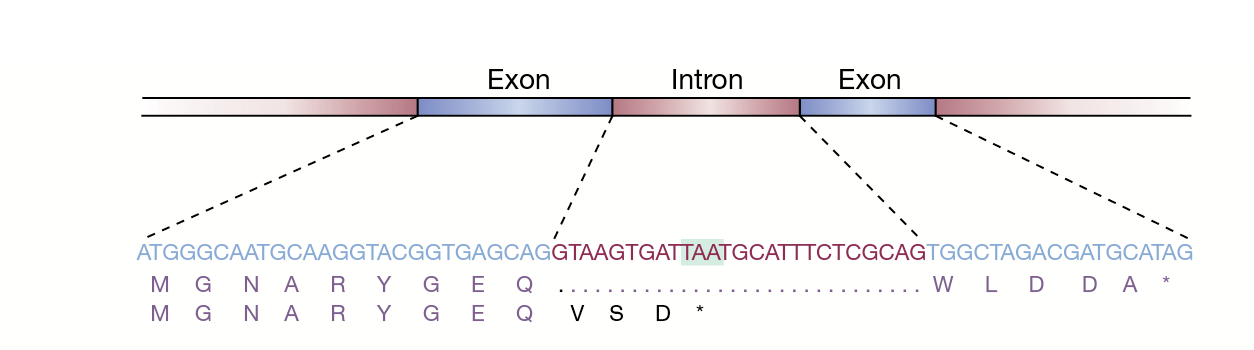 Exon Intron Exon
ATGGGCAATGCAAGGTACGGTGAGCAGGTAAGTGATTAATGCATTTCTCGCAGTGGCTAGACGATGCATAG
M G N A R Y G E Q ............................ W L D D A *
M G N A R Y G E Q V S D *